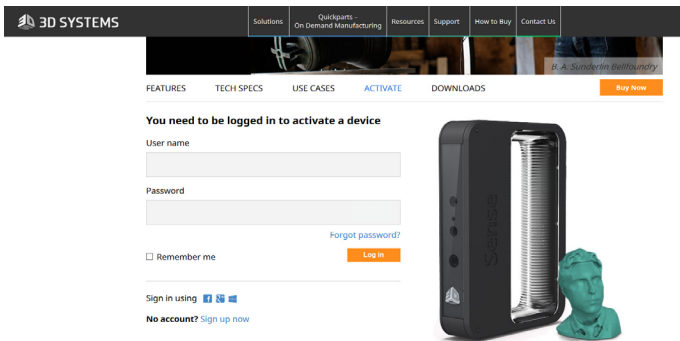 3D SYSTEMS
Solutions
Quickparts -
On Demand Manufacturing
Resources
Support
How to Buy
Contact Us
B. A. Sunderlin Bellfoundry
FEATURES TECH SPECS USE CASES ACTIVATE DOWNLOADS Buy Now
You need to be logged in to activate a device
User name
Password
Forgot password?
Remember me Log in
Sign in using
No account? Sign up now
Sense